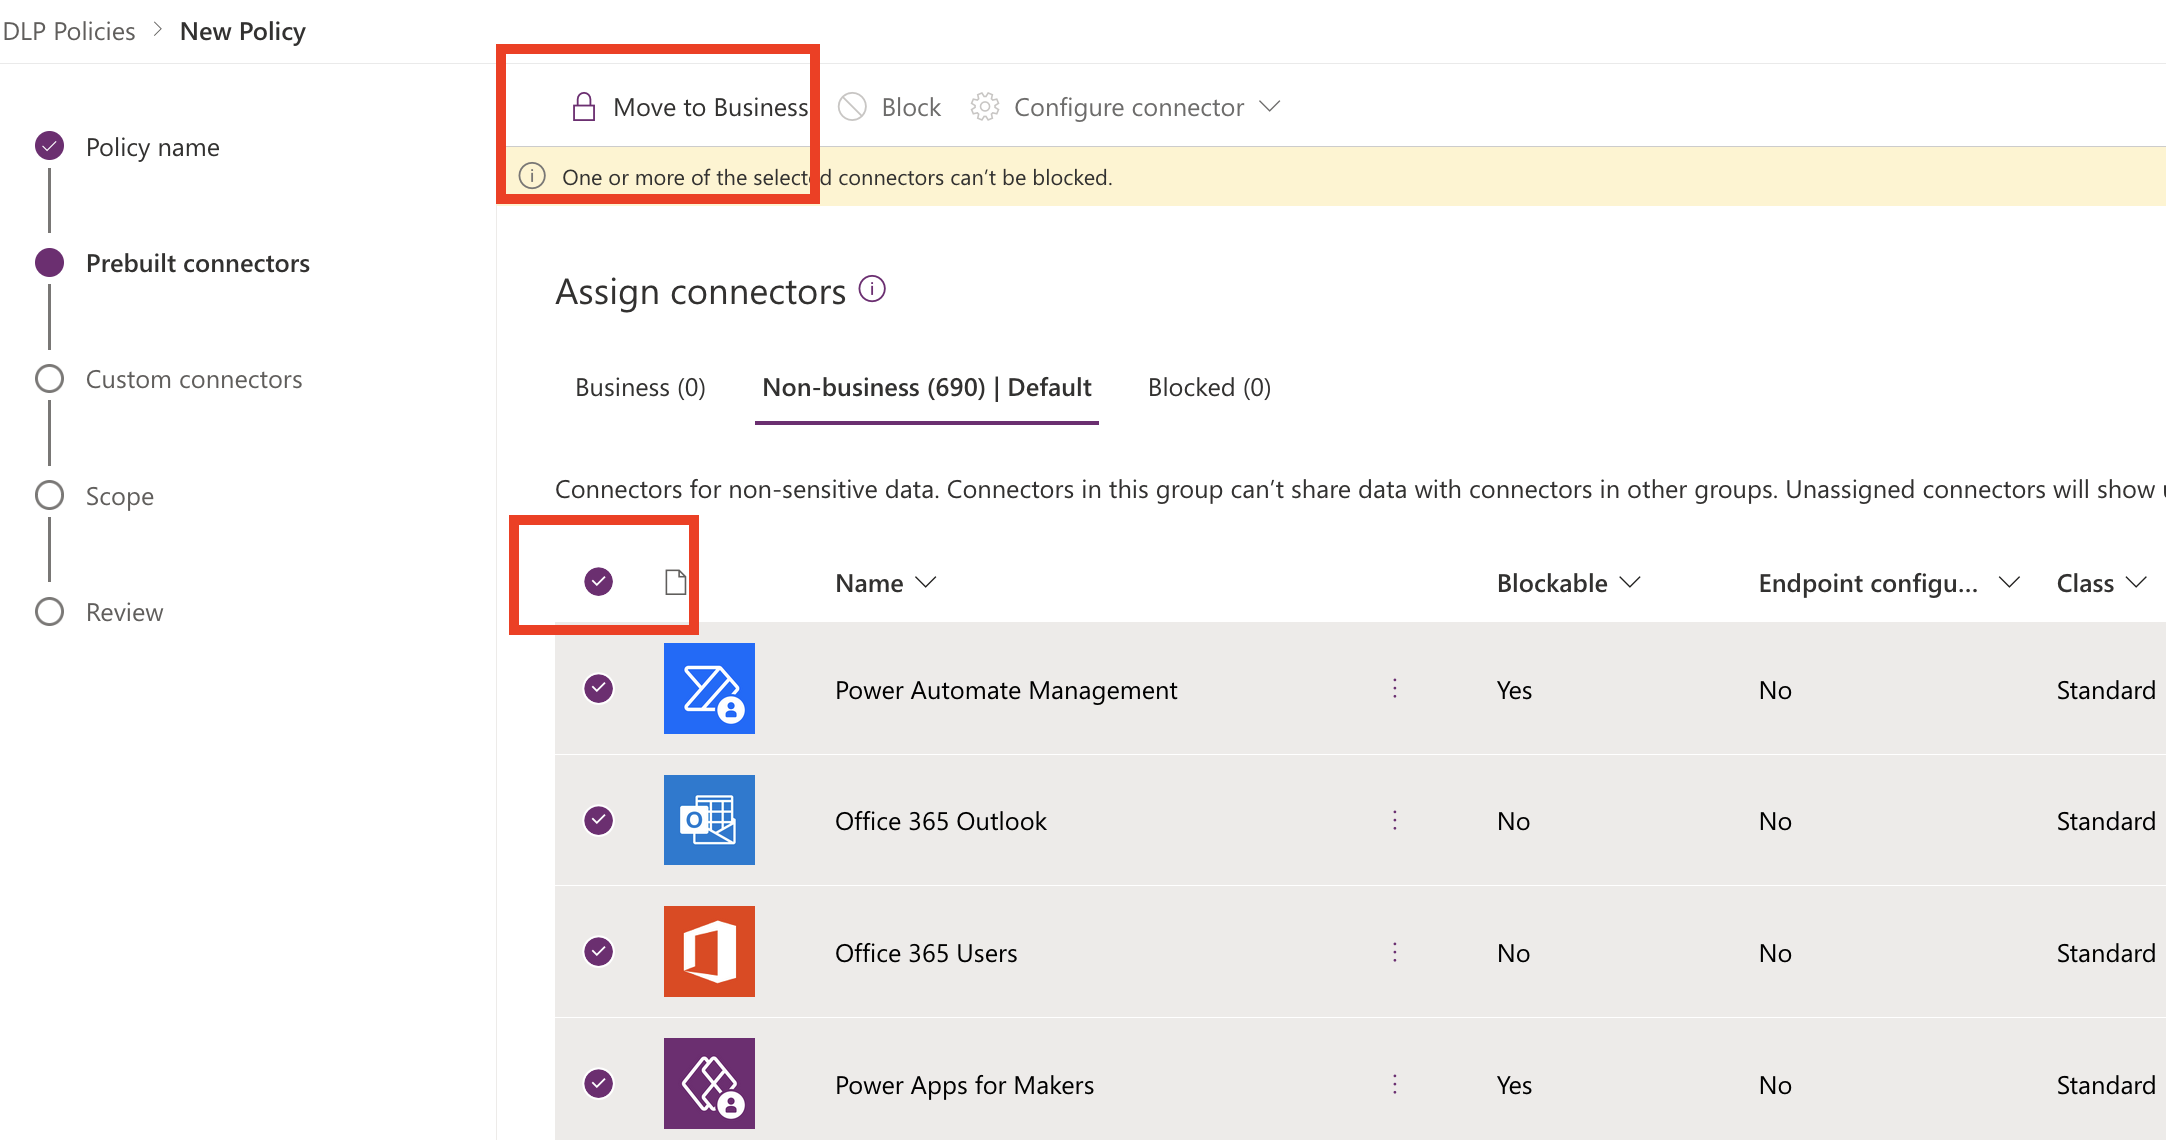 DLP Policies > New Policy
Move to Business Block Configure connector
One or more of the selected connectors can't be blocked.
Policy name
Prebuilt connectors
Custom connectors
Scope
Review
Assign connectors
Business (0) Non-business (690) | Default Blocked (0)
Connectors for non-sensitive data. Connectors in this group can't share data with connectors in other groups. Unassigned connectors will show
Name Blockable Endpoint configu... Class
Power Automate Management Yes No Standard
Office 365 Outlook No No Standard
Office 365 Users No No Standard
Power Apps for Makers Yes No Standard